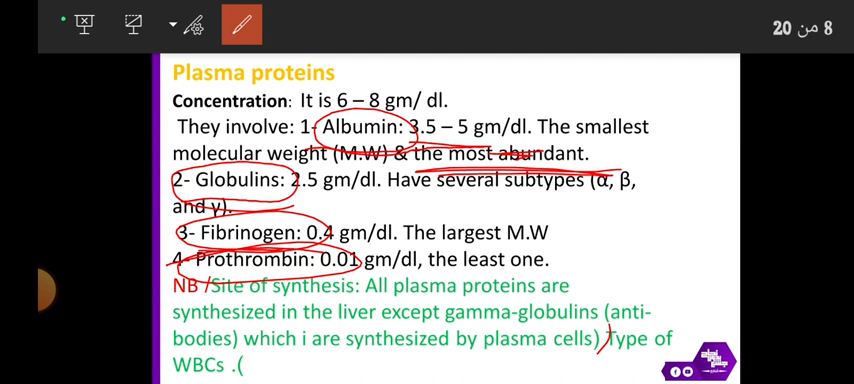 8 من 20
Plasma proteins
Concentration: It is 6 – 8 gm/ dl.
They involve: 1- Albumin: 3.5 – 5 gm/dl. The smallest
molecular weight (M.W) & the most abundant.
2- Globulins: 2.5 gm/dl. Have several subtypes (α, β,
and γ).
3- Fibrinogen: 0.4 gm/dl. The largest M.W
4- Prothrombin: 0.01 gm/dl, the least one.
NB /Site of synthesis: All plasma proteins are
synthesized in the liver except gamma-globulins (anti-
bodies) which i are synthesized by plasma cells) Type of
WBCs .(